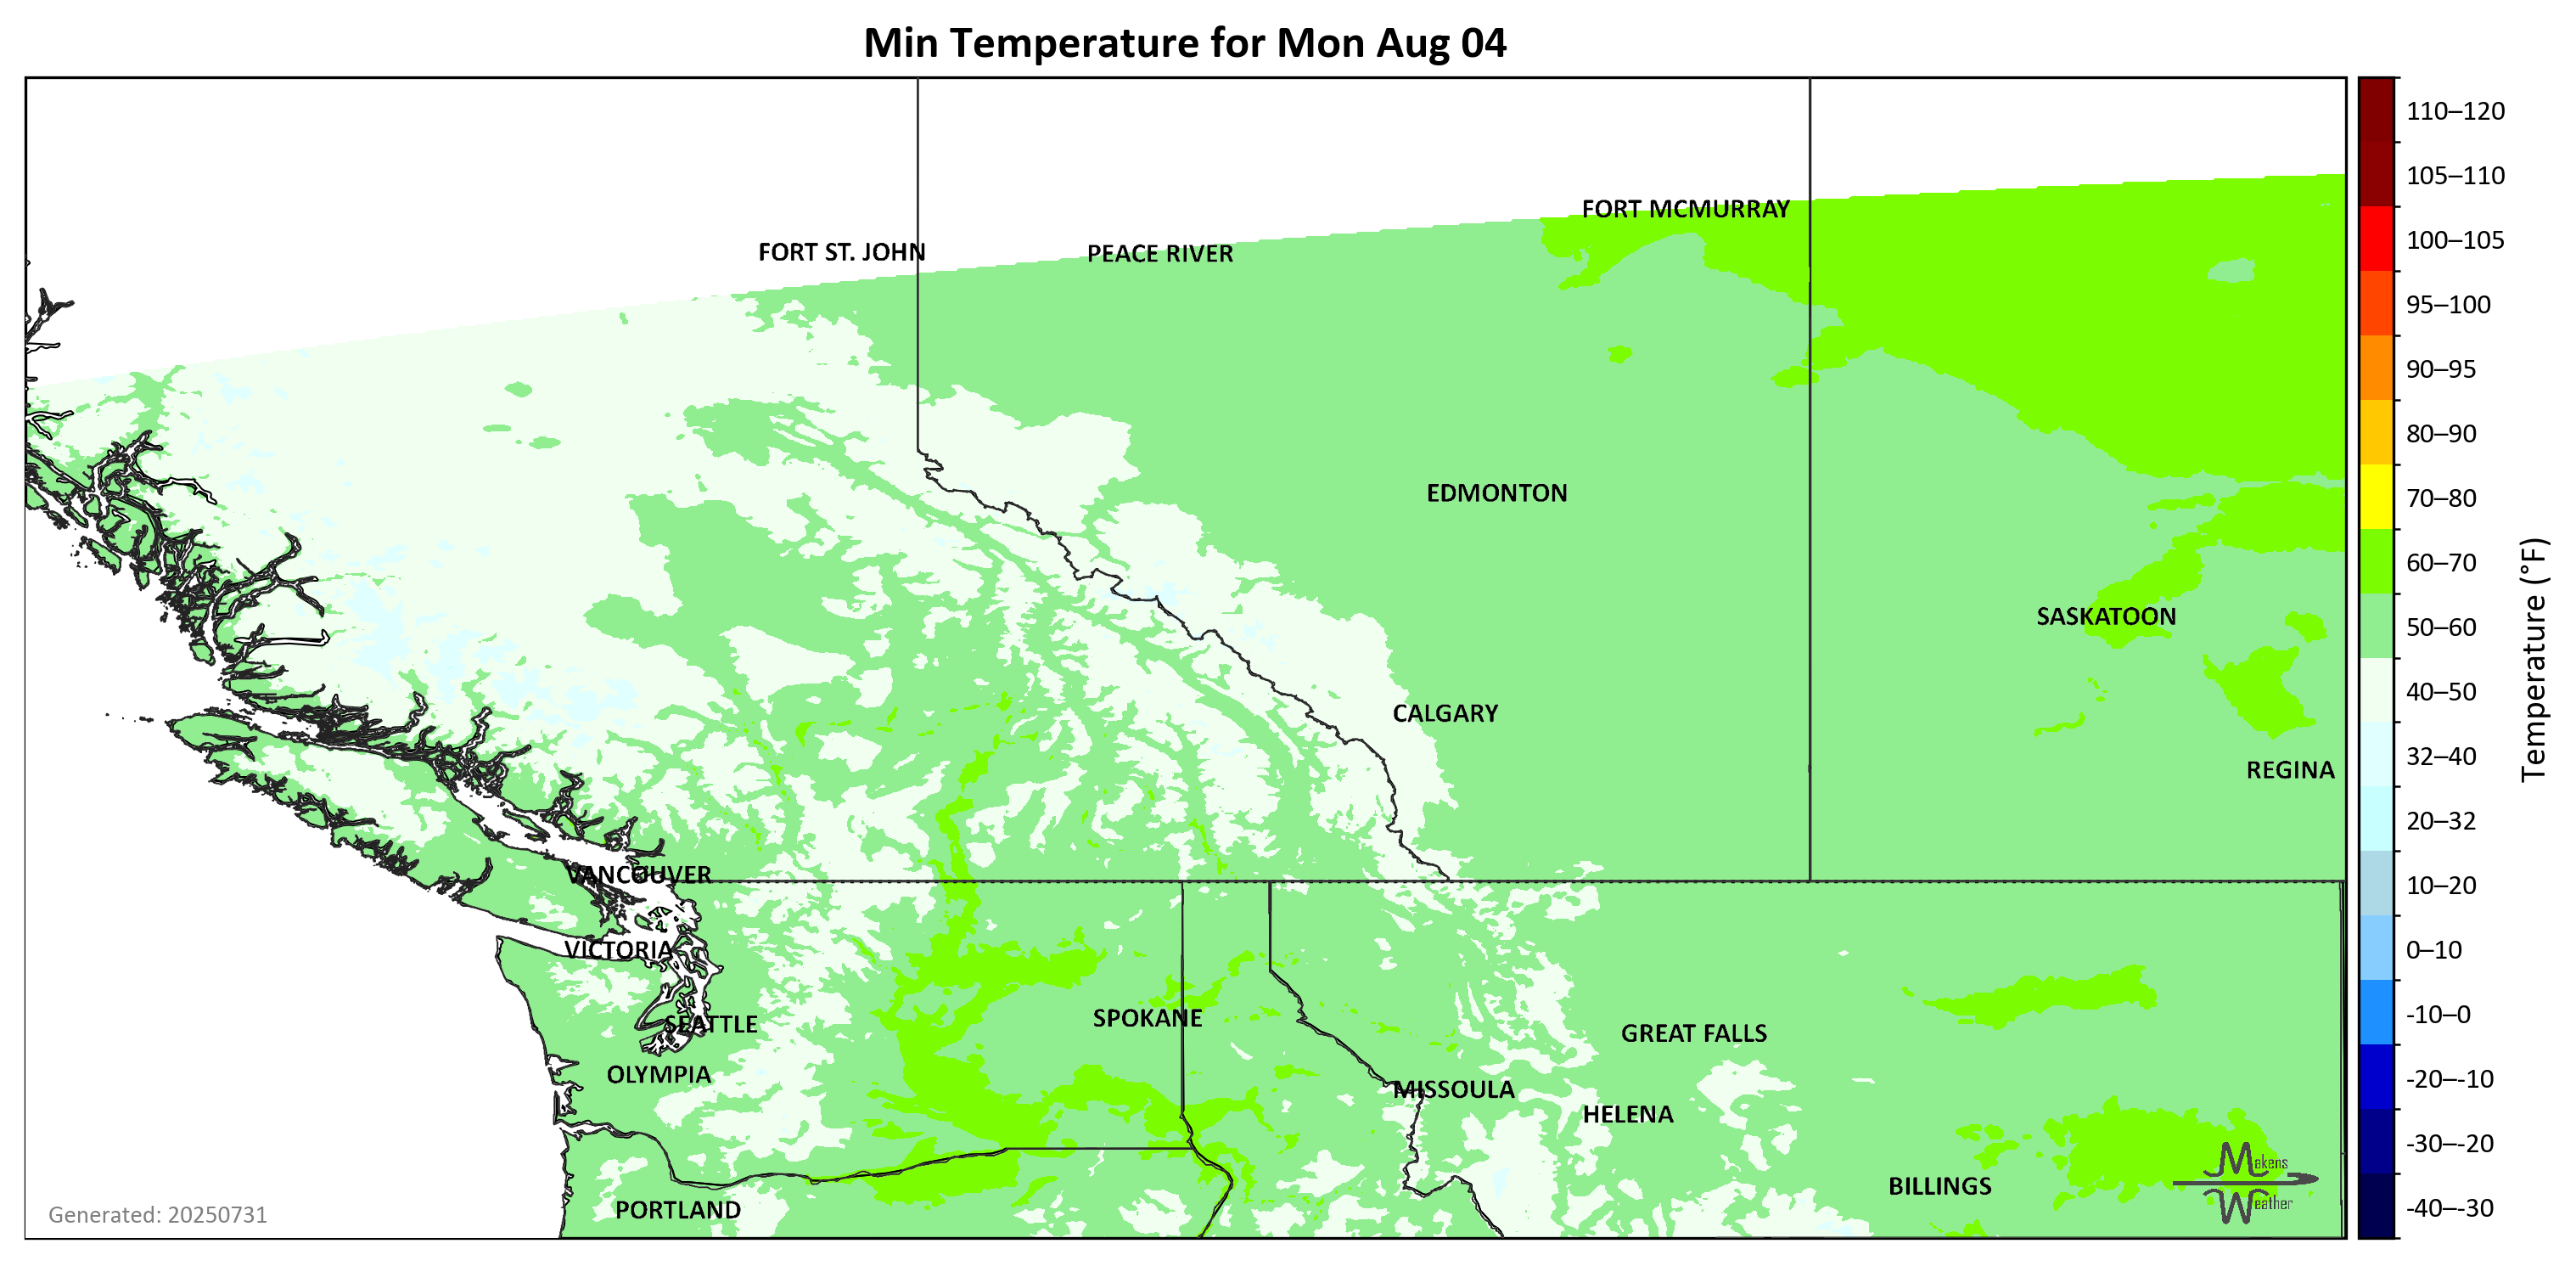 Min Temperature for Mon Aug 04
FORT MCMURRAY
FORT ST. JOHN
PEACE RIVER
EDMONTON
SASKATOON
CALGARY
REGINA
VANCOUVER
VICTORIA
SEATTLE
SPOKANE
GREAT FALLS
OLYMPIA
MISSOULA
HELENA
BILLINGS
PORTLAND
Makens
Weather
Generated: 20250731
110–120
105–110
100–105
95–100
90–95
80–90
70–80
60–70
50–60
40–50
32–40
20–32
10–20
0–10
-10–0
-20–-10
-30–-20
-40–-30
Temperature (°F)